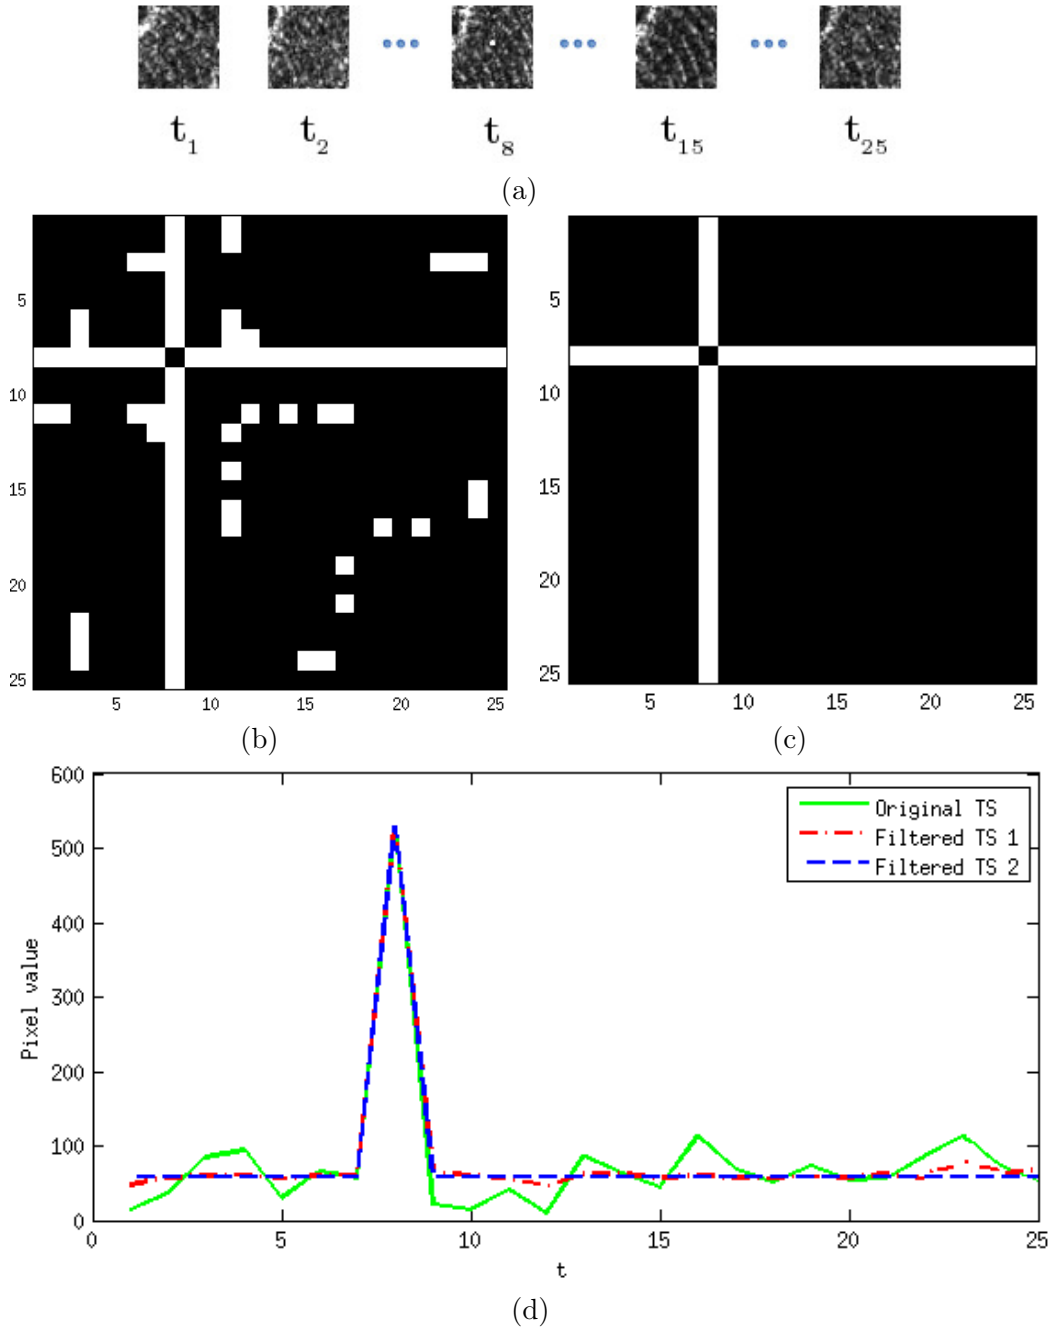 t1 t2 t8 t15 t25
(a)
5
10
15
20
25
5 10 15 20 25
(b)
5
10
15
20
25
5 10 15 20 25
(c)
600
500
400
300
200
100
0
Pixel value
Original TS
Filtered TS 1
Filtered TS 2
0 5 10 15 20 25
t
(d)